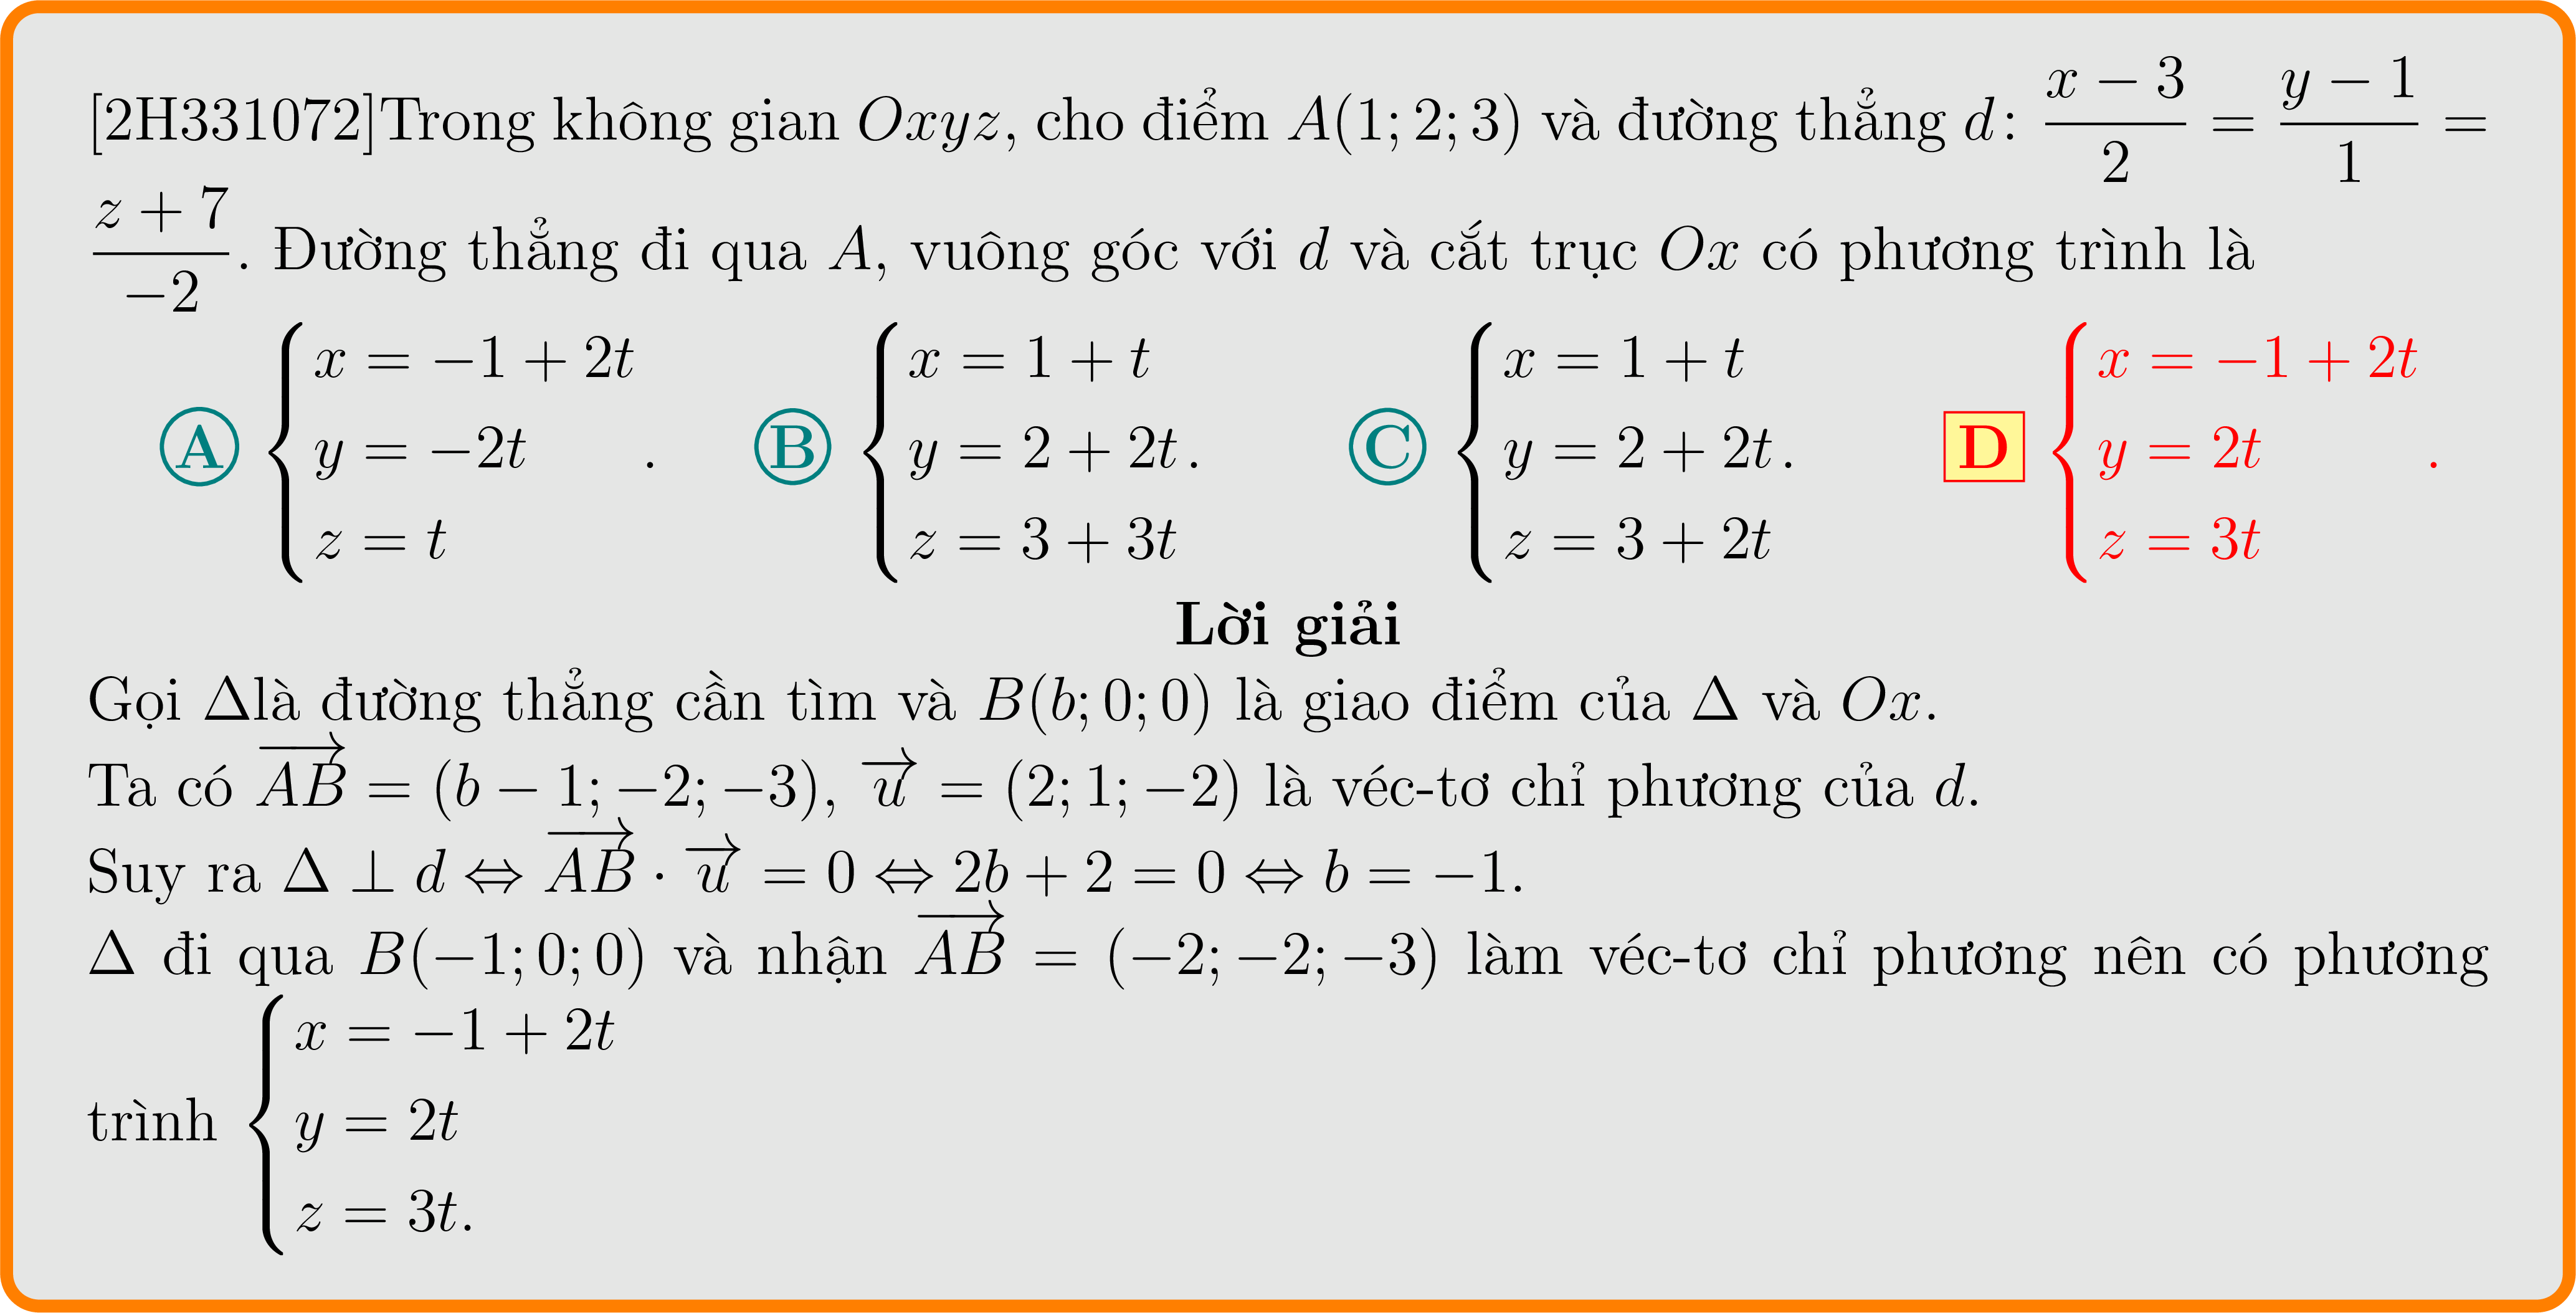 [2H331072]Trong không gian $Oxyz$, cho điểm $A(1;2;3)$ và đường thẳng $d\colon \dfrac{x-3}{2} = \dfrac{y-1}{1} =$
$\dfrac{z+7}{-2}$. Đường thẳng đi qua $A$, vuông góc với $d$ và cắt trục $Ox$ có phương trình là
A $\begin{cases} x = -1 + 2t \\ y = -2t \\ z = t \end{cases}$. B $\begin{cases} x = 1 + t \\ y = 2 + 2t \\ z = 3 + 3t \end{cases}$. C $\begin{cases} x = 1 + t \\ y = 2 + 2t \\ z = 3 + 2t \end{cases}$. D $\begin{cases} x = -1 + 2t \\ y = 2t \\ z = 3t \end{cases}$.
Lời giải
Gọi $\Delta$là đường thẳng cần tìm và $B(b;0;0)$ là giao điểm của $\Delta$ và $Ox$.
Ta có $\overrightarrow{AB} = (b-1;-2;-3)$, $\overrightarrow{u} = (2;1;-2)$ là véc-tơ chỉ phương của $d$.
Suy ra $\Delta \perp d \Leftrightarrow \overrightarrow{AB} \cdot \overrightarrow{u} = 0 \Leftrightarrow 2b + 2 = 0 \Leftrightarrow b = -1$.
$\Delta$ đi qua $B(-1;0;0)$ và nhận $\overrightarrow{AB} = (-2;-2;-3)$ làm véc-tơ chỉ phương nên có phương
trình $\begin{cases} x = -1 + 2t \\ y = 2t \\ z = 3t. \end{cases}$